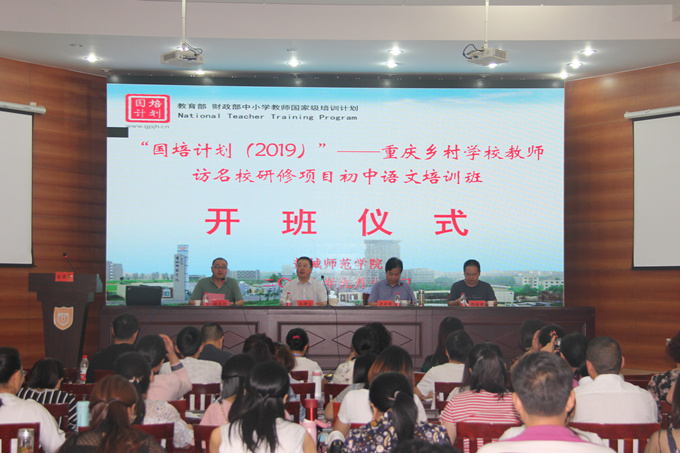 国培计划
www.gpjh.cn
教育部 财政部中小学教师国家级培训计划
National Teacher Training Program
“国培计划（2019）”——重庆乡村学校教师
访名校研修项目初中语文培训班
开班仪式
师范学院